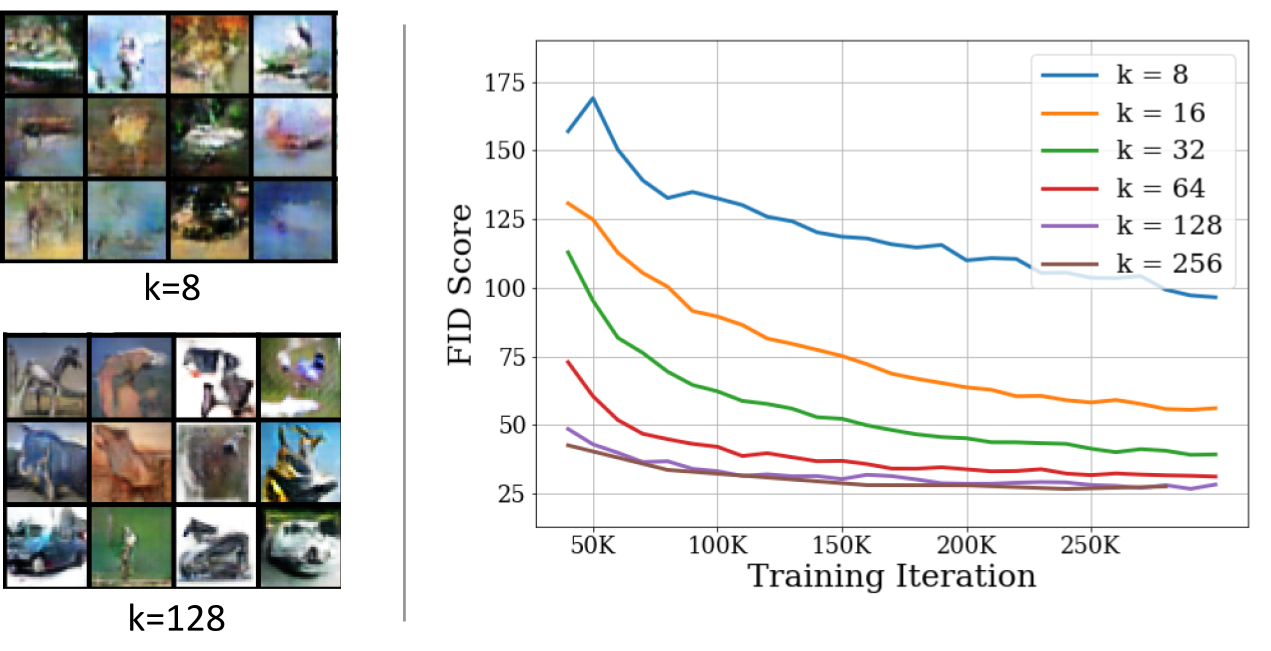 k=8
k=128
FID Score
175
150
125
100
75
50
25
k = 8
k = 16
k = 32
k = 64
k = 128
k = 256
50K 100K 150K 200K 250K
Training Iteration